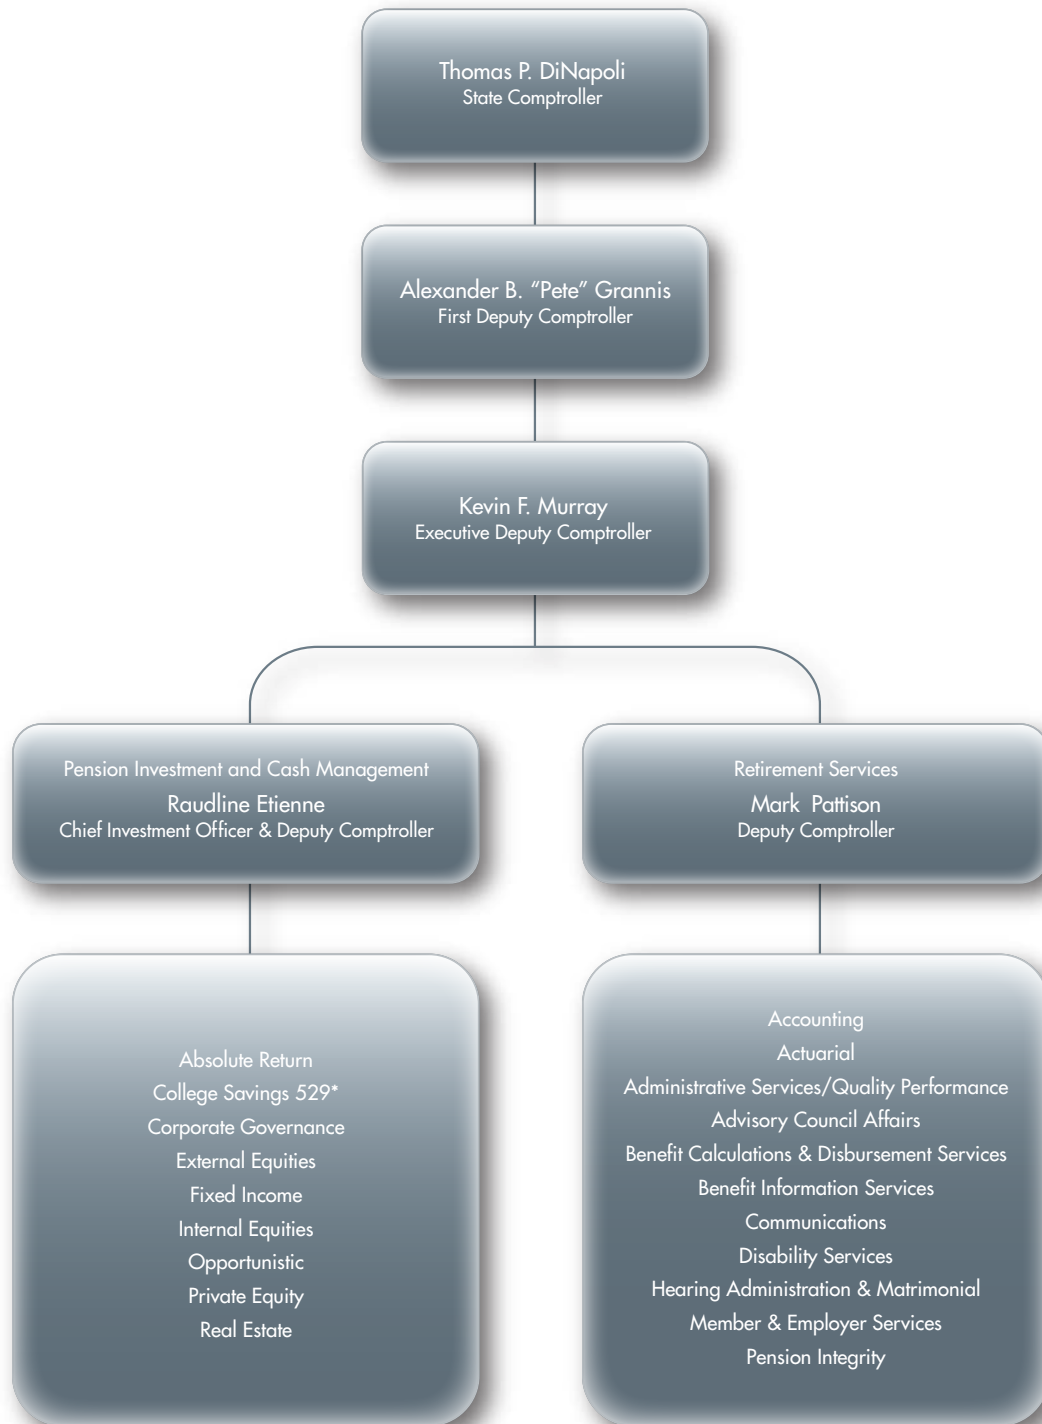 Thomas P. DiNapoli
State Comptroller
Alexander B. “Pete” Grannis
First Deputy Comptroller
Kevin F. Murray
Executive Deputy Comptroller
Pension Investment and Cash Management
Raudline Etienne
Chief Investment Officer & Deputy Comptroller
Retirement Services
Mark Pattison
Deputy Comptroller
Absolute Return
College Savings 529*
Corporate Governance
External Equities
Fixed Income
Internal Equities
Opportunistic
Private Equity
Real Estate
Accounting
Actuarial
Administrative Services/Quality Performance
Advisory Council Affairs
Benefit Calculations & Disbursement Services
Benefit Information Services
Communications
Disability Services
Hearing Administration & Matrimonial
Member & Employer Services
Pension Integrity